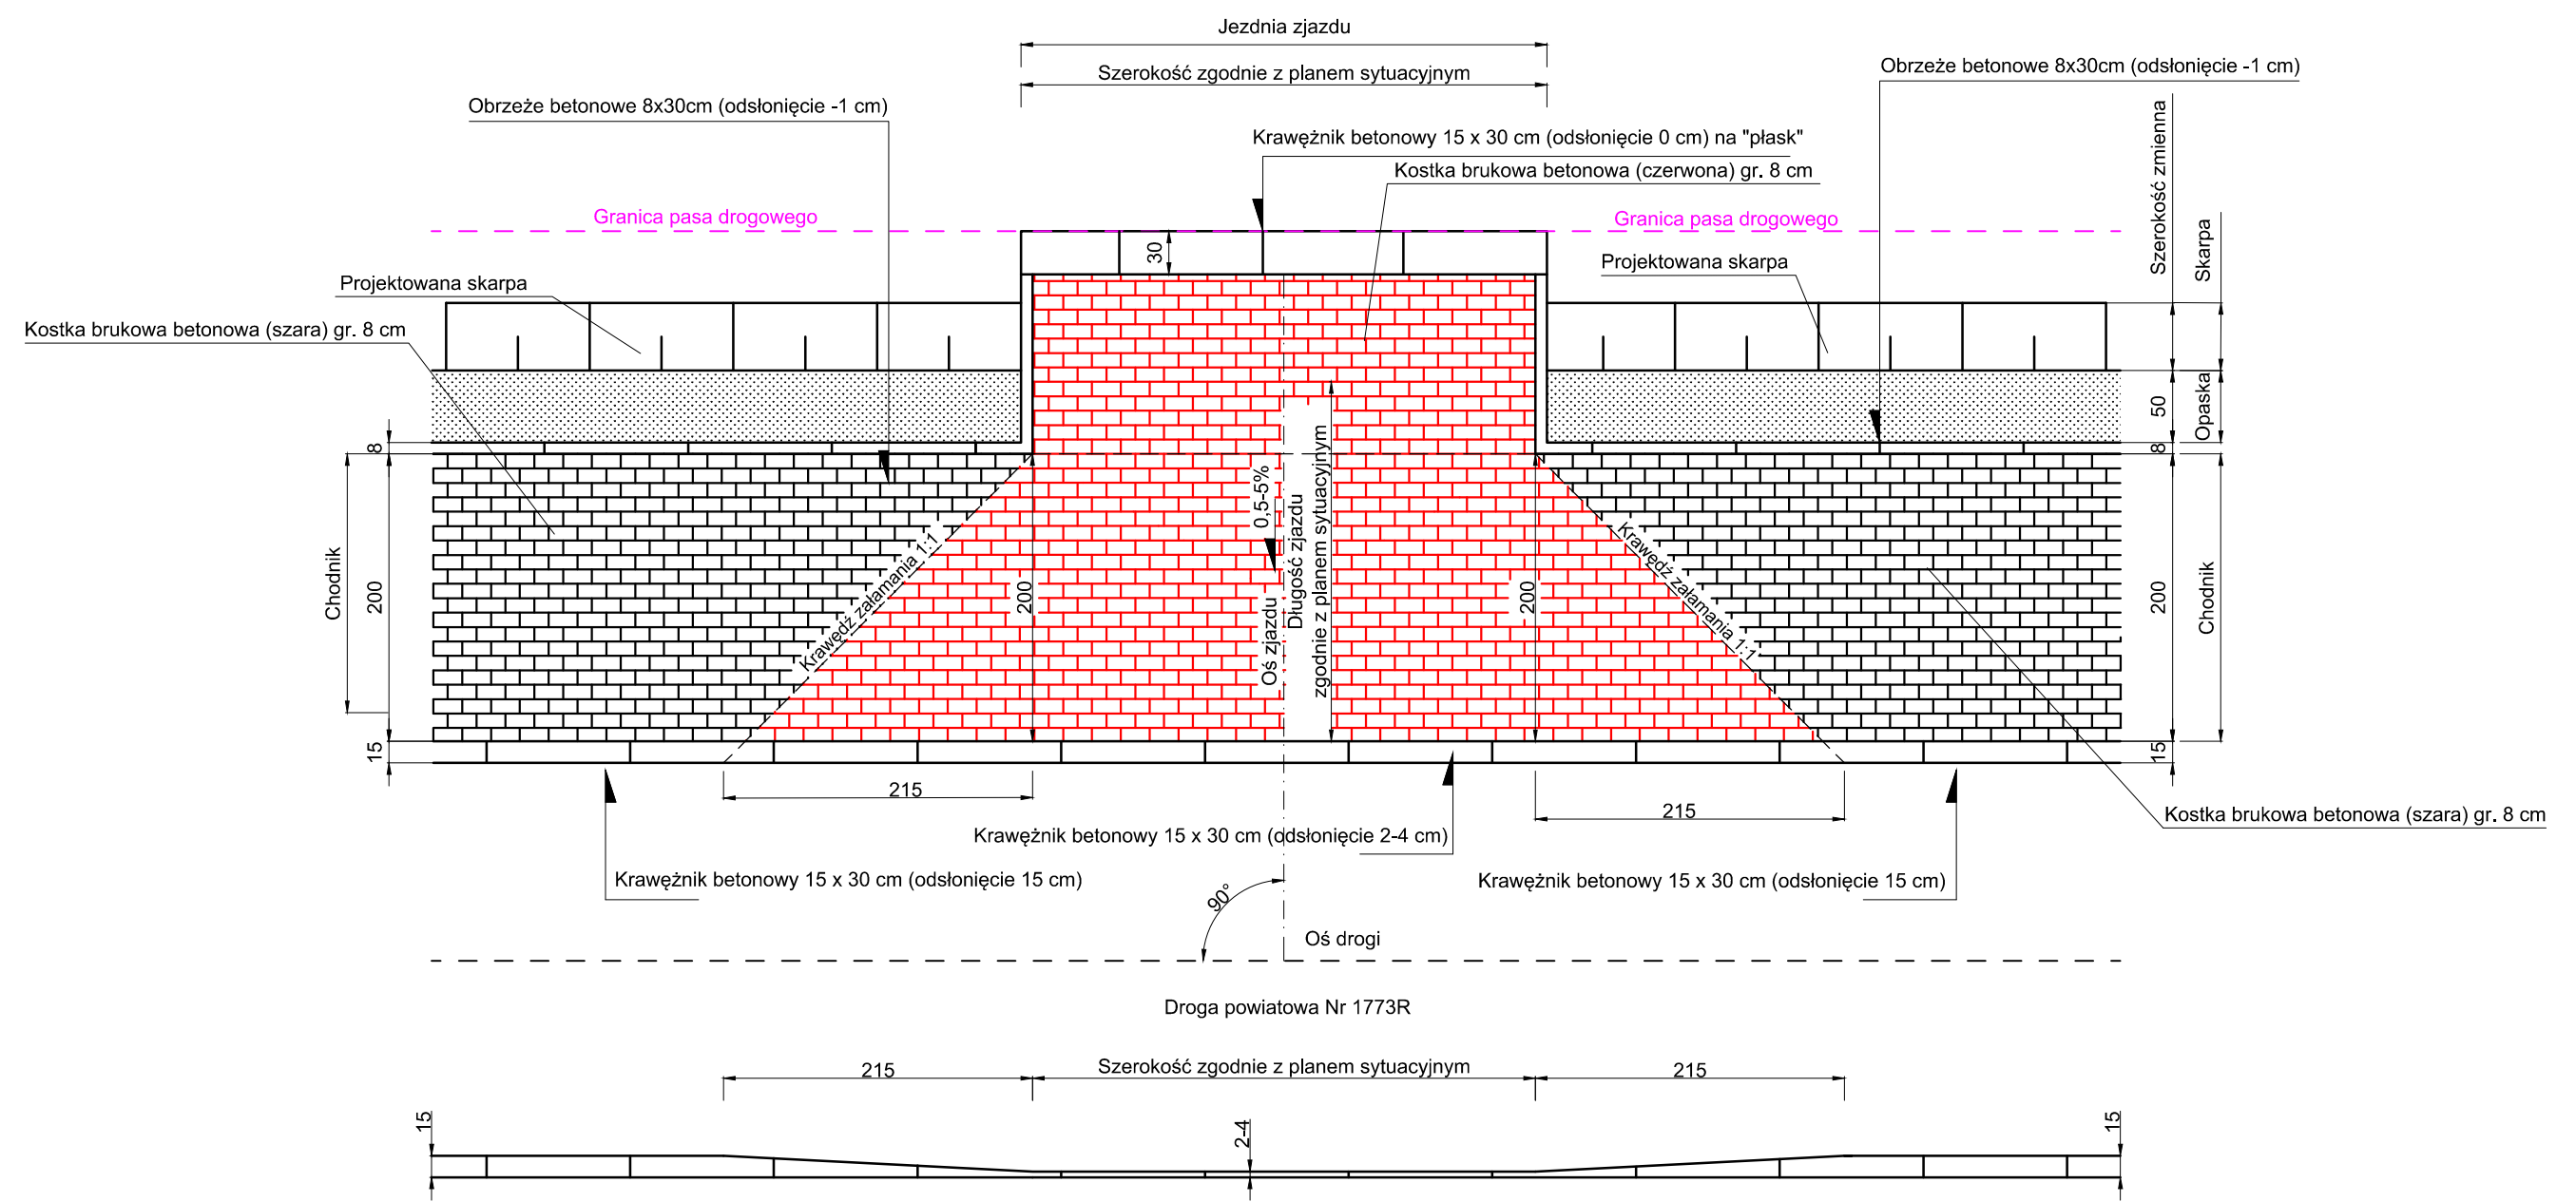 Jezdnia zjazdu
Szerokość zgodnie z planem sytuacyjnym
Obrzeże betonowe 8x30cm (odsłonięcie -1 cm)
Obrzeże betonowe 8x30cm (odsłonięcie -1 cm)
Krawężnik betonowy 15 x 30 cm (odsłonięcie 0 cm) na "płask"
Kostka brukowa betonowa (czerwona) gr. 8 cm
Szerokość zmienna
Skarpa
Granica pasa drogowego
Granica pasa drogowego
30
Projektowana skarpa
Projektowana skarpa
Kostka brukowa betonowa (szara) gr. 8 cm
50
Opaska
8
8
Chodnik
200
Krawędź załamania 1:1
200
0,5-5%
Oś zjazdu
Długość zjazdu
zgodnie z planem sytuacyjnym
200
Krawędź załamania 1:1
200
Chodnik
15
15
215
215
Krawężnik betonowy 15 x 30 cm (odsłonięcie 2-4 cm)
Kostka brukowa betonowa (szara) gr. 8 cm
Krawężnik betonowy 15 x 30 cm (odsłonięcie 15 cm)
Krawężnik betonowy 15 x 30 cm (odsłonięcie 15 cm)
90°
Oś drogi
Droga powiatowa Nr 1773R
215
Szerokość zgodnie z planem sytuacyjnym
215
15
2-4
15